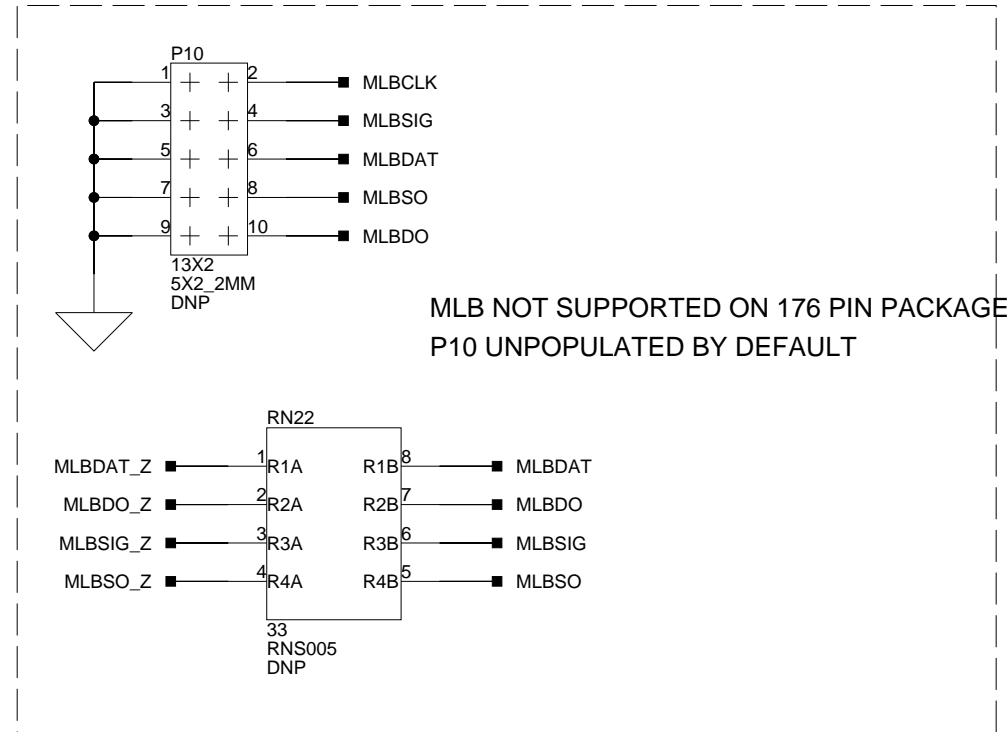 P10
1 2 MLBCLK
3 4 MLBSIG
5 6 MLBDAT
7 8 MLBSO
9 10 MLBDO
13X2
5X2_2MM
DNP
MLB NOT SUPPORTED ON 176 PIN PACKAGE
P10 UNPOPULATED BY DEFAULT
RN22
MLBDAT_Z 1 R1A R1B 8 MLBDAT
MLBDO_Z 2 R2A R2B 7 MLBDO
MLBSIG_Z 3 R3A R3B 6 MLBSIG
MLBSO_Z 4 R4A R4B 5 MLBSO
33
RNS005
DNP